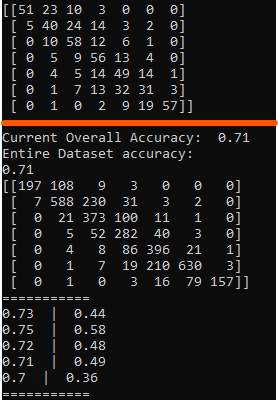 [[51 23 10  3  0  0  0]
 [ 5 40 24 14  3  2  0]
 [ 0 10 58 12  6  1  0]
 [ 0  5  9 56 13  4  0]
 [ 0  4  5 14 49 14  1]
 [ 0  1  7 13 32 31  3]
 [ 0  1  0  2  9 19 57]]
Current Overall Accuracy:  0.71
Entire Dataset accuracy:
0.71
[[197 108   9   3   0   0   0]
 [  7 588 230  31   3   2   0]
 [  0  21 373 100  11   1   0]
 [  0   5  52 282  40   3   0]
 [  0   4   8  86 396  21   1]
 [  0   1   7  19 210 630   3]
 [  0   1   0   3  16  79 157]]
===========
0.73  |  0.44
0.75  |  0.58
0.72  |  0.48
0.71  |  0.49
0.7  |  0.36
===========